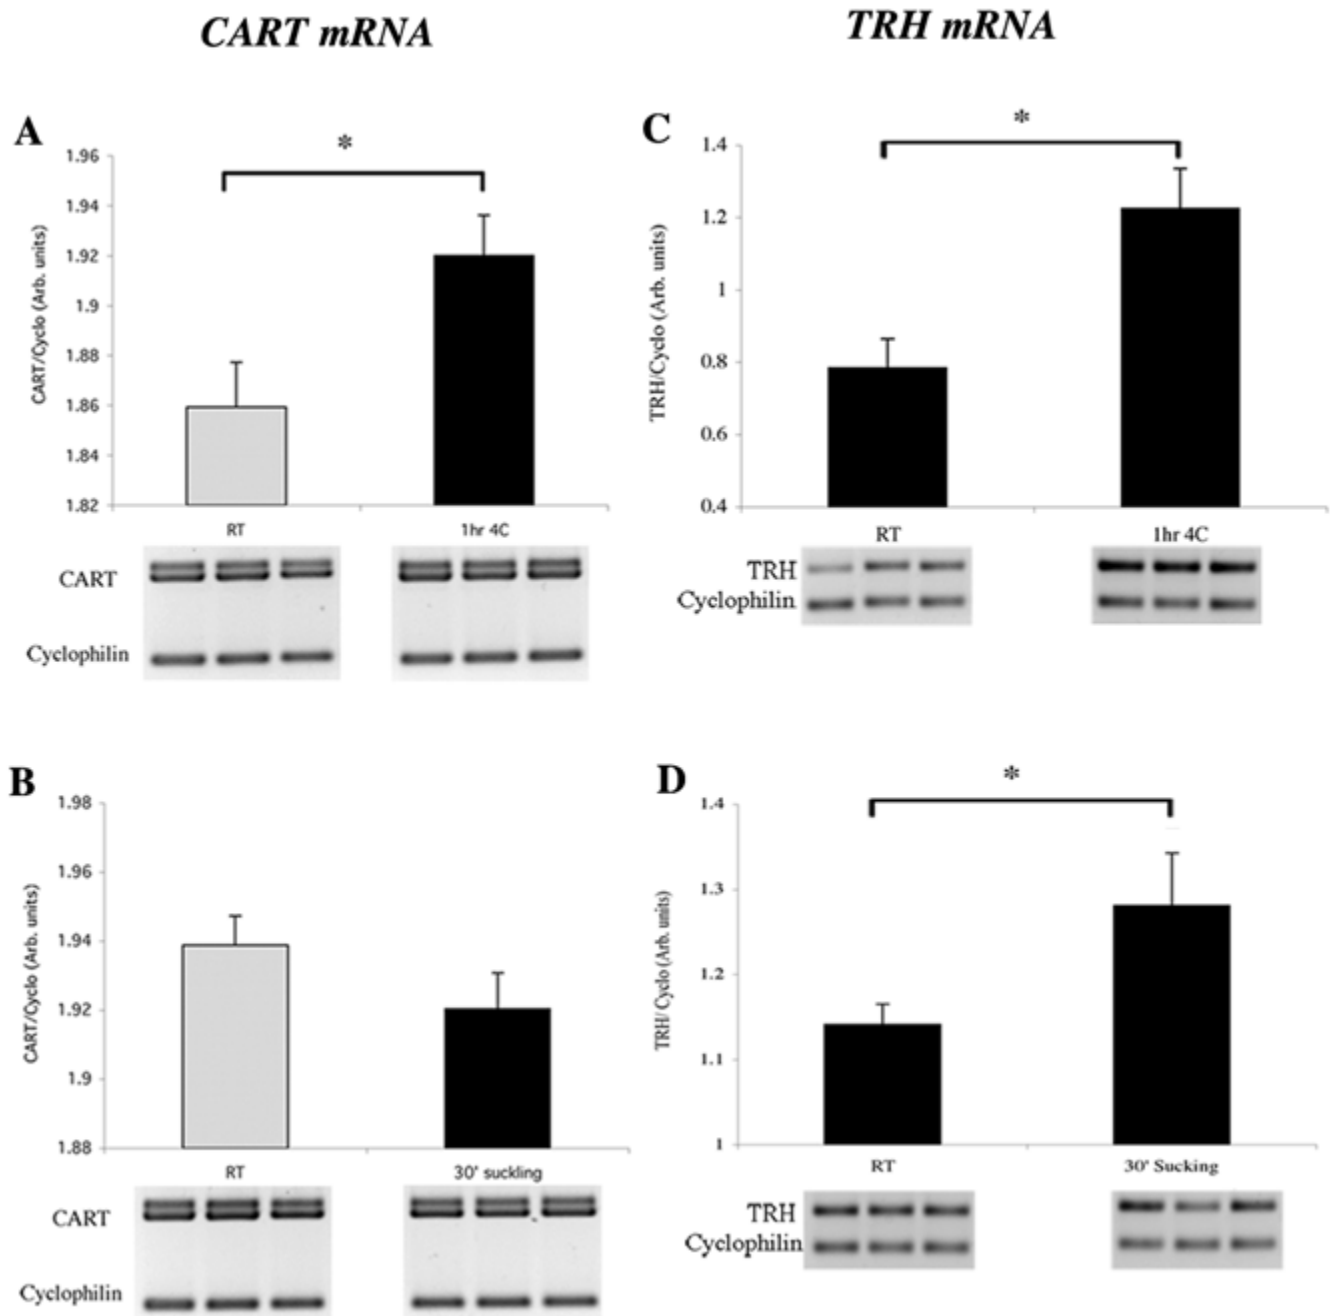 CART mRNA
TRH mRNA
A
*
1.96
1.94
1.92
1.9
1.88
1.86
1.84
1.82
CART/Cyclo (Arb. units)
RT
1hr 4C
CART
Cyclophilin
C
*
1.4
1.2
1
0.8
0.6
0.4
TRH/Cyclo (Arb. units)
RT
1hr 4C
TRH
Cyclophilin
B
1.98
1.96
1.94
1.92
1.9
1.88
CART/Cyclo (Arb. units)
RT
30' suckling
CART
Cyclophilin
D
*
1.4
1.3
1.2
1.1
1
TRH/ Cyclo (Arb. units)
RT
30' Sucking
TRH
Cyclophilin